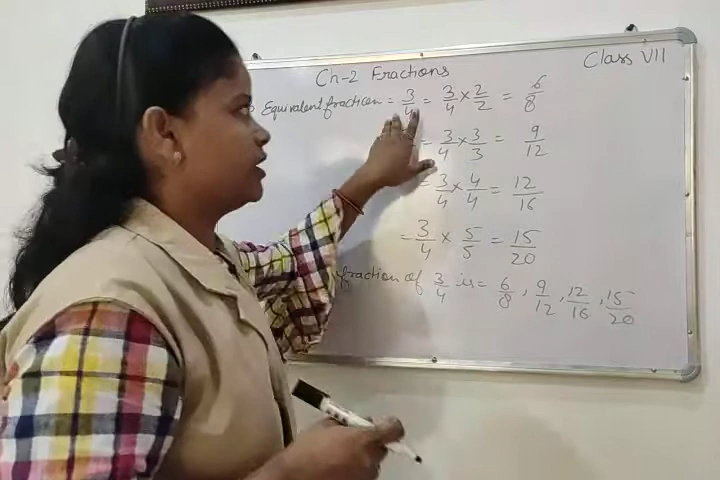 Ch-2 Fractions
Class VII
Equivalent fraction = 3/4 = 3/4 × 2/2 = 6/8
= 3/4 × 3/3 = 9/12
= 3/4 × 4/4 = 12/16
= 3/4 × 5/5 = 15/20
fraction of 3/4 is = 6/8, 9/12, 12/16, 15/20